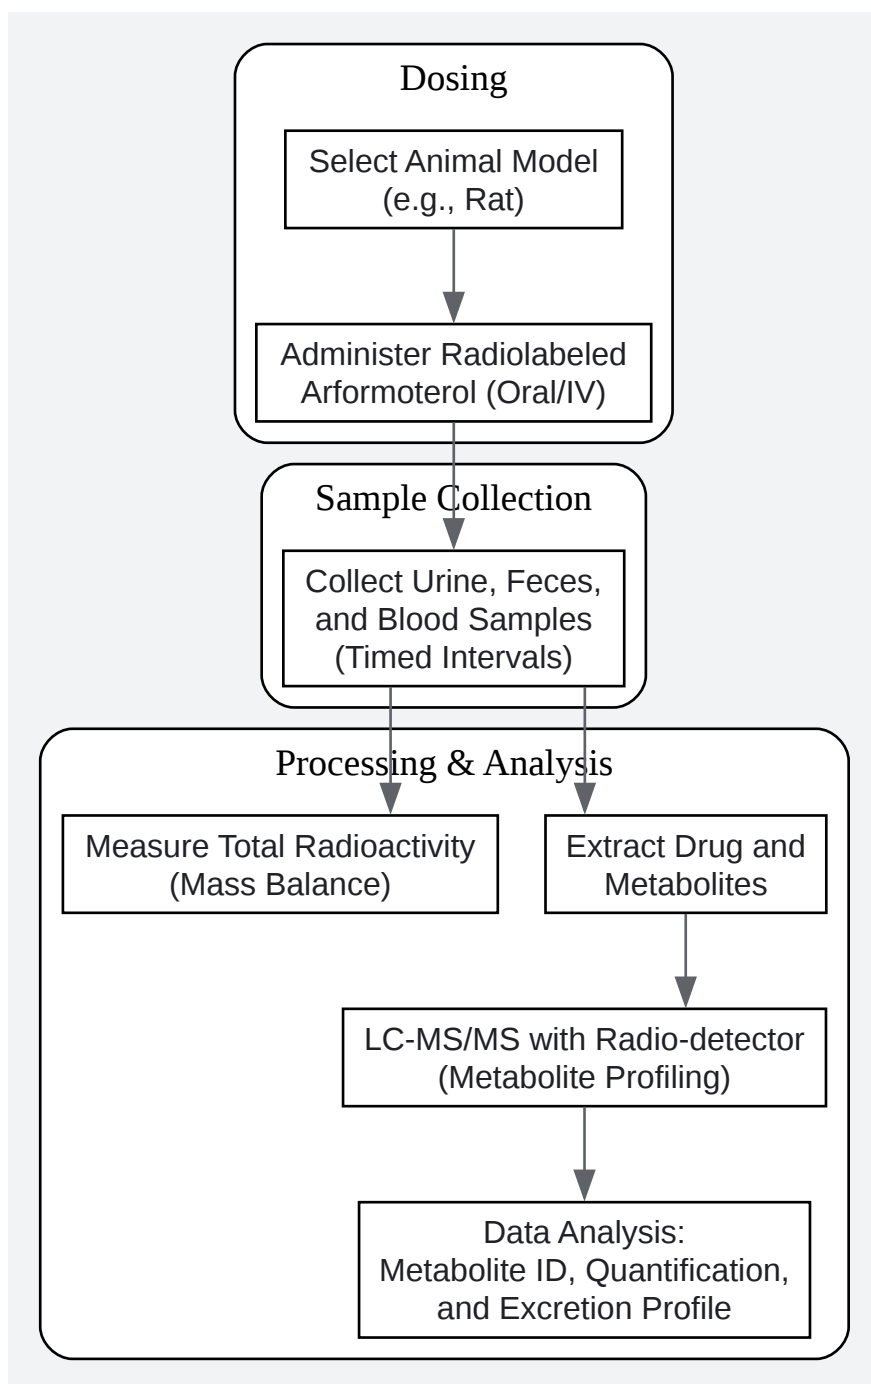 Dosing
Select Animal Model
(e.g., Rat)
Administer Radiolabeled
Arformoterol (Oral/IV)
Sample Collection
Collect Urine, Feces,
and Blood Samples
(Timed Intervals)
Processing & Analysis
Measure Total Radioactivity
(Mass Balance)
Extract Drug and
Metabolites
LC-MS/MS with Radio-detector
(Metabolite Profiling)
Data Analysis:
Metabolite ID, Quantification,
and Excretion Profile